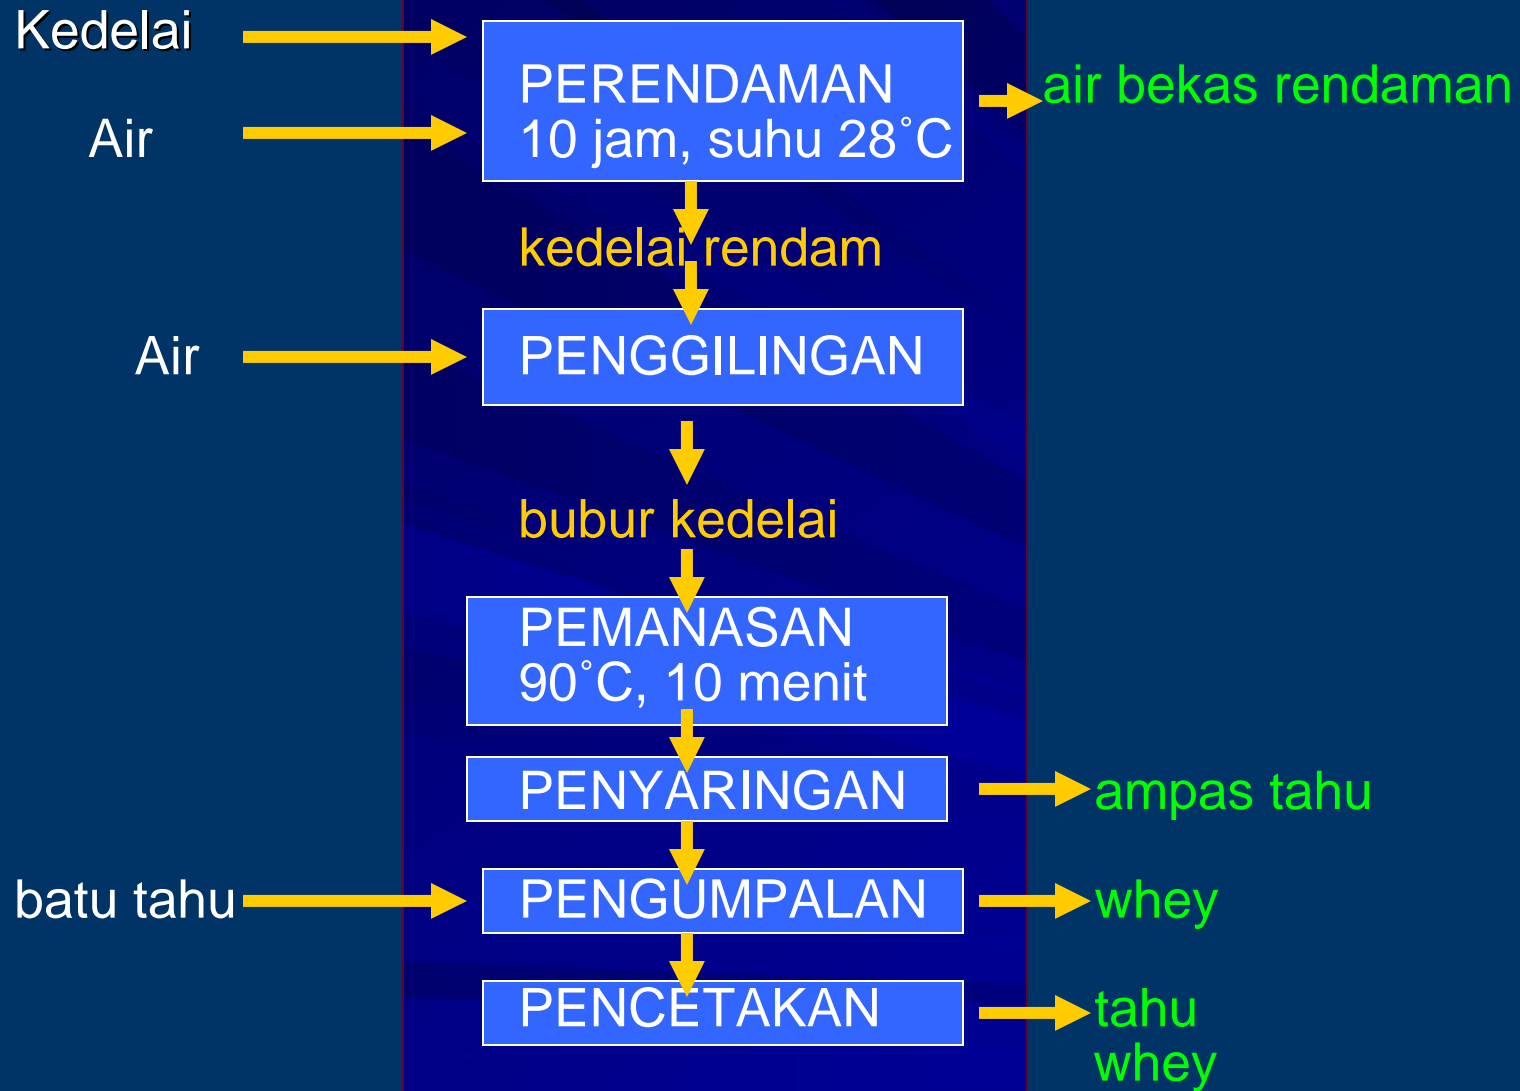 Kedelai
PERENDAMAN
10 jam, suhu 28˚C
air bekas rendaman
Air
kedelai rendam
Air
PENGGILINGAN
bubur kedelai
PEMANASAN
90˚C, 10 menit
PENYARINGAN
ampas tahu
batu tahu
PENGUMPALAN
whey
PENCETAKAN
tahu
whey